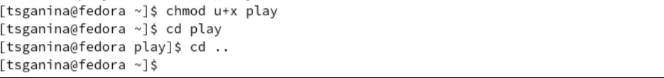 [tsganina@fedora ~]$ chmod u+x play
[tsganina@fedora ~]$ cd play
[tsganina@fedora play]$ cd ..
[tsganina@fedora ~]$